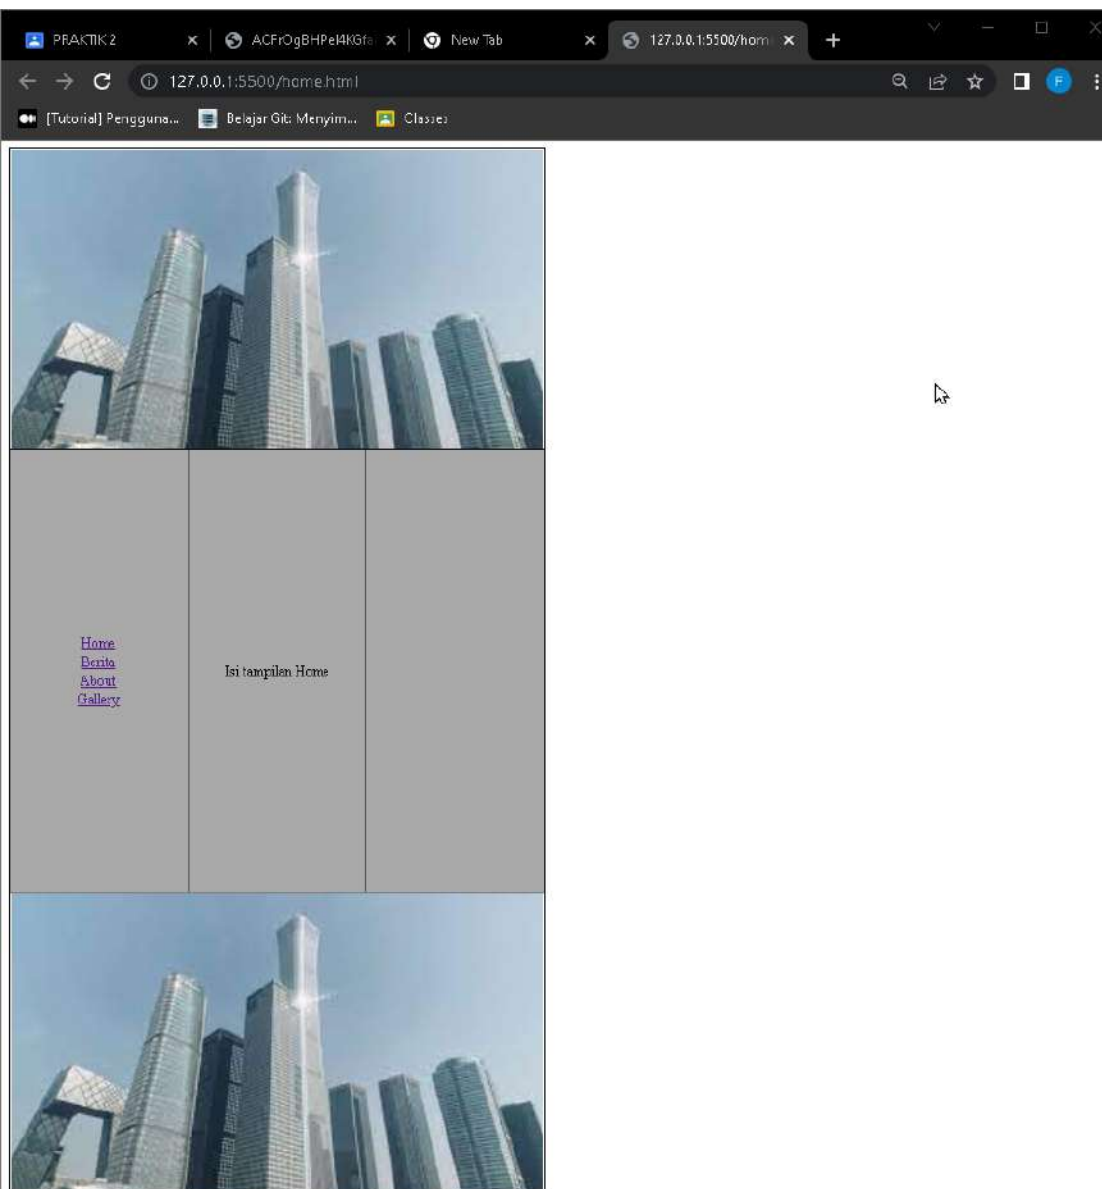 PRAKTIK 2
ACFrOgBHPeI4KGfa
New Tab
127.0.0.1:5500/hom
127.0.0.1:5500/home.html
F
[Tutorial] Pengguna...
Belajar Git: Menyim...
Classes
Home
Berita
About
Gallery
Isi tampilan Home